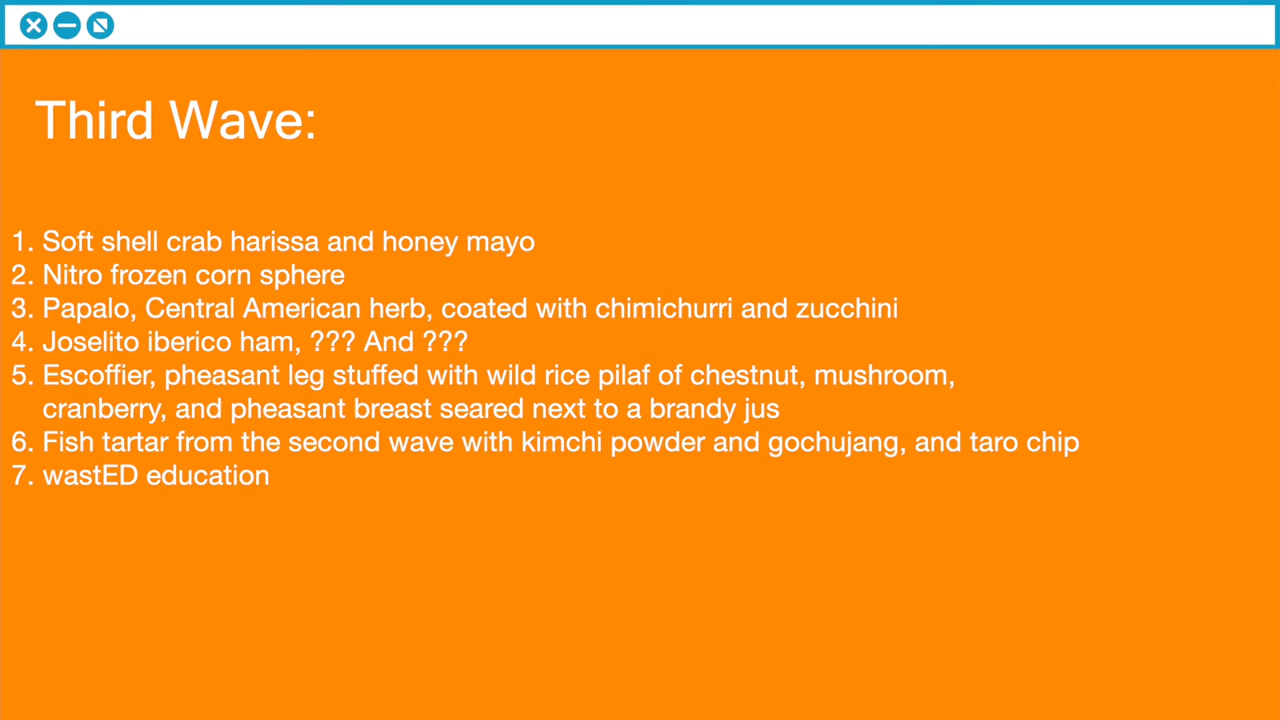 Third Wave:
1. Soft shell crab harissa and honey mayo
2. Nitro frozen corn sphere
3. Papalo, Central American herb, coated with chimichurri and zucchini
4. Joselito iberico ham, ??? And ???
5. Escoffier, pheasant leg stuffed with wild rice pilaf of chestnut, mushroom,
cranberry, and pheasant breast seared next to a brandy jus
6. Fish tartar from the second wave with kimchi powder and gochujang, and taro chip
7. wastED education